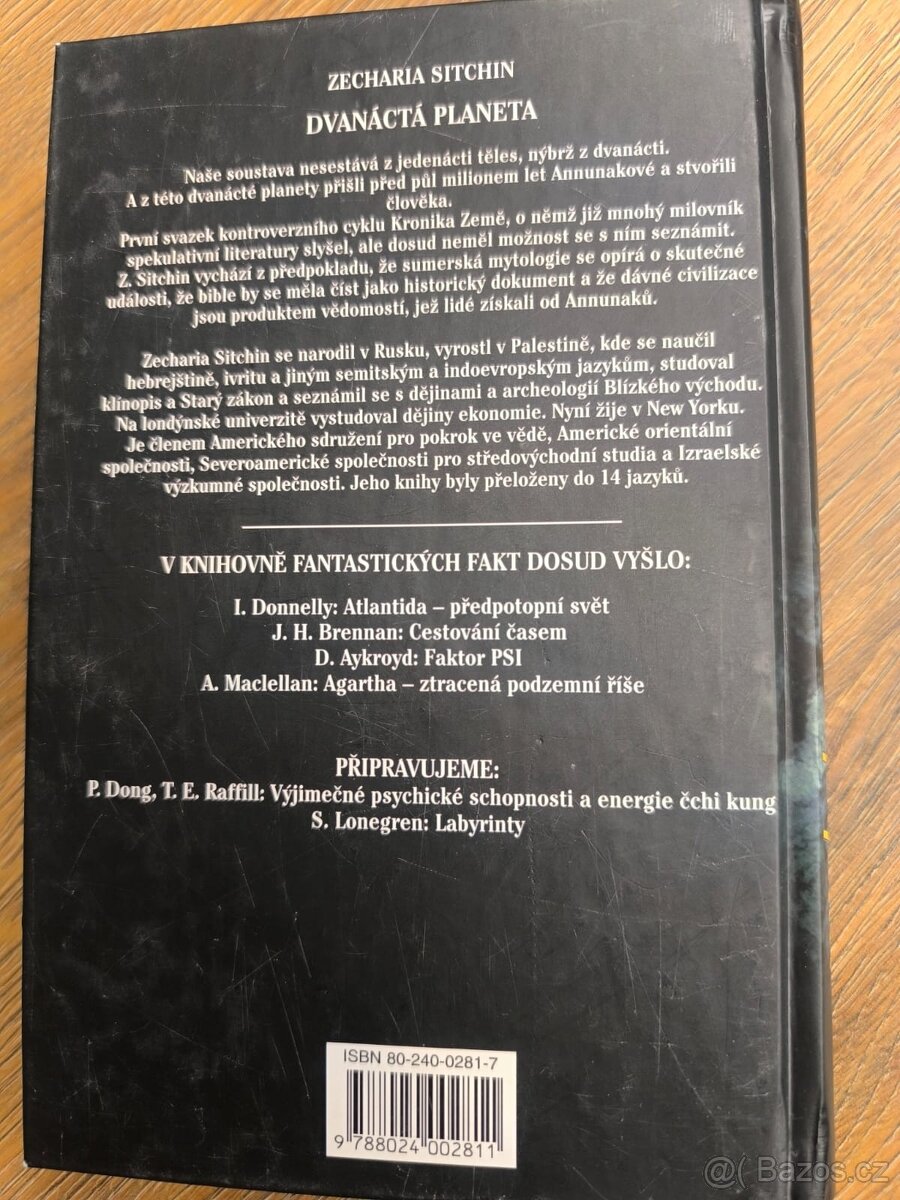 ZECHARIA SITCHIN
DVANÁCTÁ PLANETA
Naše soustava nesestává z jedenácti těles, nýbrž z dvanácti.
A z této dvanácté planety přišli před půl milionem let Annunakové a stvořili
člověka.
První svazek kontroverzního cyklu Kronika Země, o němž již mnohý milovník
spekulativní literatury slyšel, ale dosud neměl možnost se s ním seznámit.
Z. Sitchin vychází z předpokladu, že sumerská mytologie se opírá o skutečné
události, že bible by se měla číst jako historický dokument a že dávné civilizace
jsou produktem vědomostí, jež lidé získali od Annunaků.
Zecharia Sitchin se narodil v Rusku, vyrostl v Palestině, kde se naučil
hebrejštině, ivritu a jiným semitským a indoevropským jazykům, studoval
klínopis a Starý zákon a seznámil se s dějinami a archeologií Blízkého východu.
Na londýnské univerzitě vystudoval dějiny ekonomie. Nyní žije v New Yorku.
Je členem Amerického sdružení pro pokrok ve vědě, Americké orientální
společnosti, Severoamerické společnosti pro středovýchodní studia a Izraelské
výzkumné společnosti. Jeho knihy byly přeloženy do 14 jazyků.
V KNIHOVNĚ FANTASTICKÝCH FAKT DOSUD VYŠLO:
I. Donnelly: Atlantida – předpotopní svět
J. H. Brennan: Cestování časem
D. Aykroyd: Faktor PSI
A. Maclellan: Agartha – ztracená podzemní říše
PŘIPRAVUJEME:
P. Dong, T. E. Raffill: Výjimečné psychické schopnosti a energie čchi kung
S. Lonegren: Labyrinty
ISBN 80-240-0281-7
9 788024 002811
@( Bazoš.cz